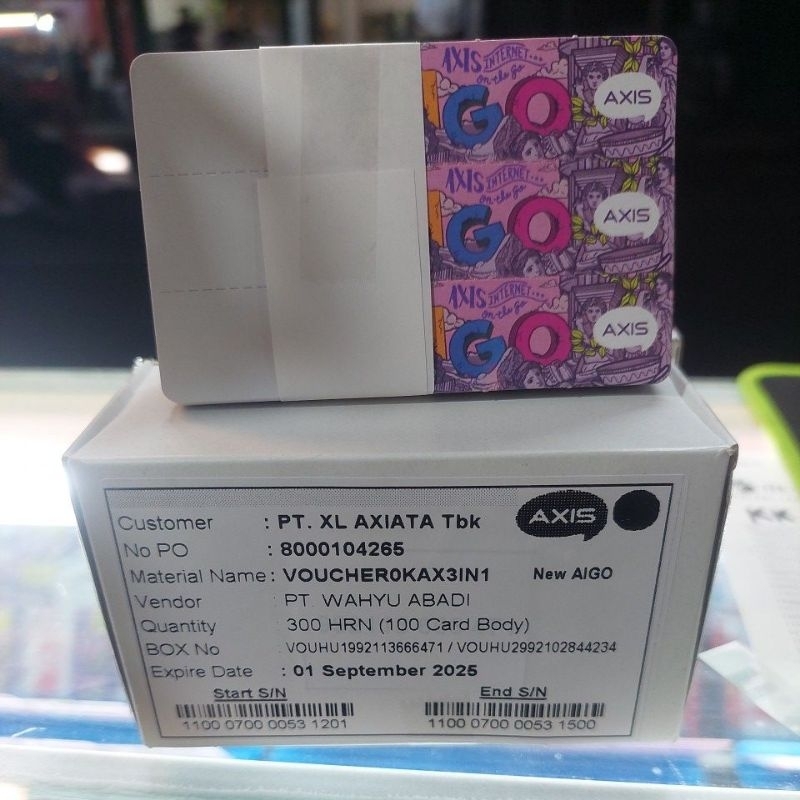 AXIS INTERNET...
on the go
GO
AXIS
AXIS INTERNET...
on the go
GO
AXIS
AXIS INTERNET...
on the go
GO
AXIS
Customer : PT. XL AXIATA Tbk AXIS
No PO : 8000104265
Material Name : VOUCHER0KAX3IN1 New AIGO
Vendor : PT. WAHYU ABADI
Quantity : 300 HRN (100 Card Body)
BOX No : VOUHU1992113666471 / VOUHU2992102844234
Expire Date : 01 September 2025
Start S/N End S/N
1100 0700 0053 1201 1100 0700 0053 1500